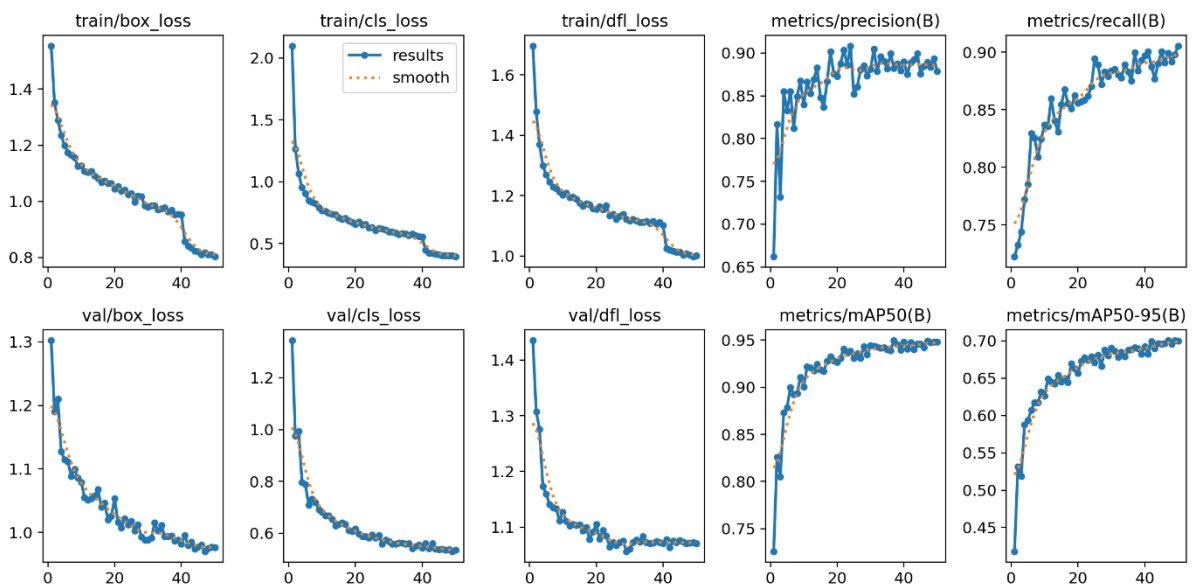 train/box_loss
train/cls_loss
train/dfl_loss
metrics/precision(B)
metrics/recall(B)
1.4
1.2
1.0
0.8
0 20 40
2.0
1.5
1.0
0.5
0 20 40
results
smooth
1.6
1.4
1.2
1.0
0 20 40
0.90
0.85
0.80
0.75
0.70
0.65
0 20 40
0.90
0.85
0.80
0.75
0 20 40
val/box_loss
val/cls_loss
val/dfl_loss
metrics/mAP50(B)
metrics/mAP50-95(B)
1.3
1.2
1.1
1.0
0 20 40
1.2
1.0
0.8
0.6
0 20 40
1.4
1.3
1.2
1.1
0 20 40
0.95
0.90
0.85
0.80
0.75
0 20 40
0.70
0.65
0.60
0.55
0.50
0.45
0 20 40